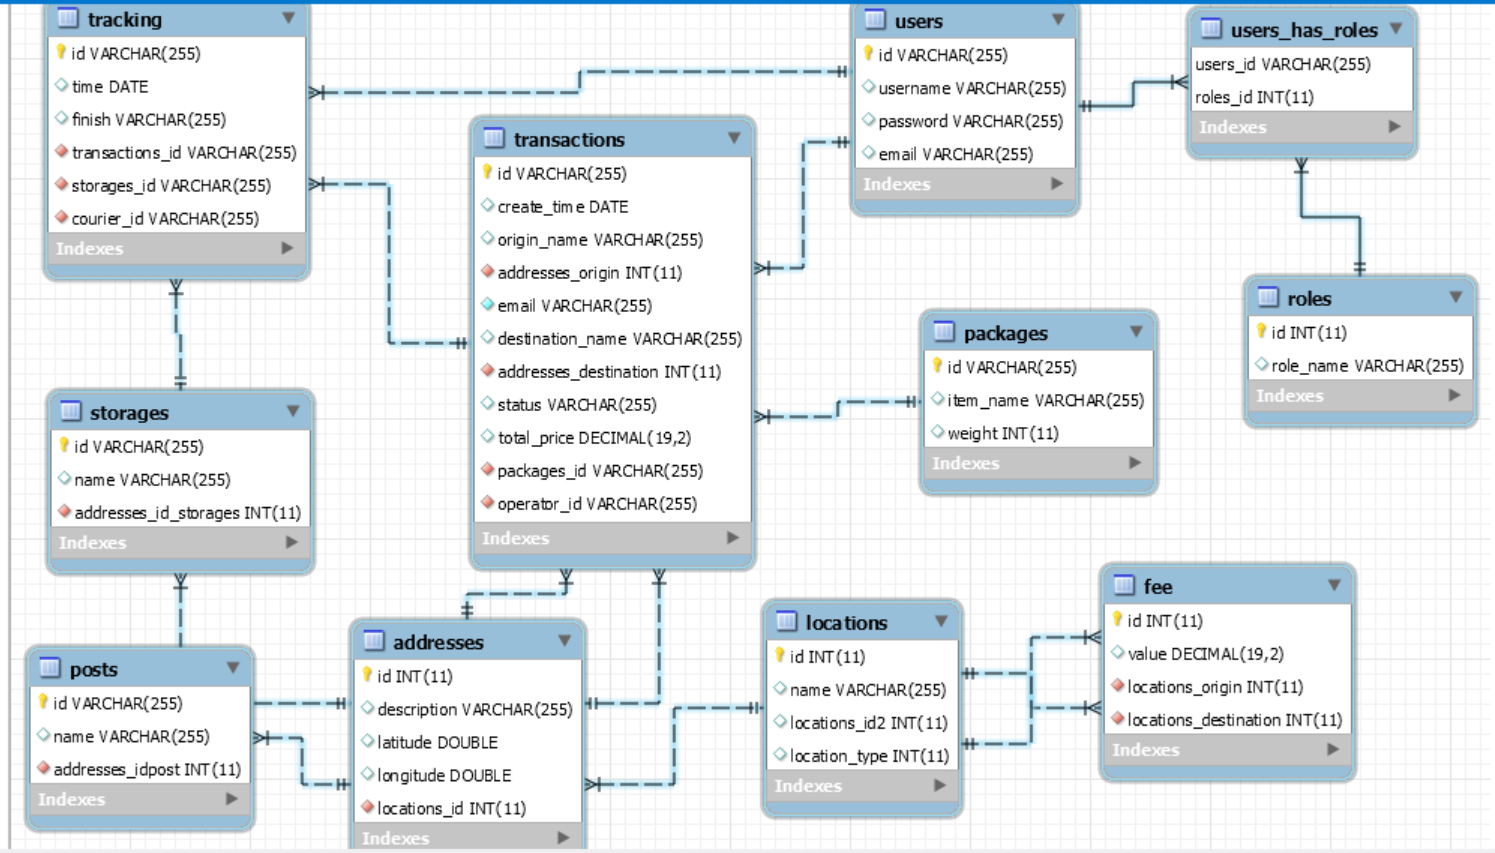 tracking
id VARCHAR(255)
time DATE
finish VARCHAR(255)
transactions_id VARCHAR(255)
storages_id VARCHAR(255)
courier_id VARCHAR(255)
Indexes
users
id VARCHAR(255)
username VARCHAR(255)
password VARCHAR(255)
email VARCHAR(255)
Indexes
users_has_roles
users_id VARCHAR(255)
roles_id INT(11)
Indexes
transactions
id VARCHAR(255)
create_time DATE
origin_name VARCHAR(255)
addresses_origin INT(11)
email VARCHAR(255)
destination_name VARCHAR(255)
addresses_destination INT(11)
status VARCHAR(255)
total_price DECIMAL(19,2)
packages_id VARCHAR(255)
operator_id VARCHAR(255)
Indexes
roles
id INT(11)
role_name VARCHAR(255)
Indexes
packages
id VARCHAR(255)
item_name VARCHAR(255)
weight INT(11)
Indexes
storages
id VARCHAR(255)
name VARCHAR(255)
addresses_id_storages INT(11)
Indexes
posts
id VARCHAR(255)
name VARCHAR(255)
addresses_idpost INT(11)
Indexes
addresses
id INT(11)
description VARCHAR(255)
latitude DOUBLE
longitude DOUBLE
locations_id INT(11)
Indexes
locations
id INT(11)
name VARCHAR(255)
locations_id2 INT(11)
location_type INT(11)
Indexes
fee
id INT(11)
value DECIMAL(19,2)
locations_origin INT(11)
locations_destination INT(11)
Indexes